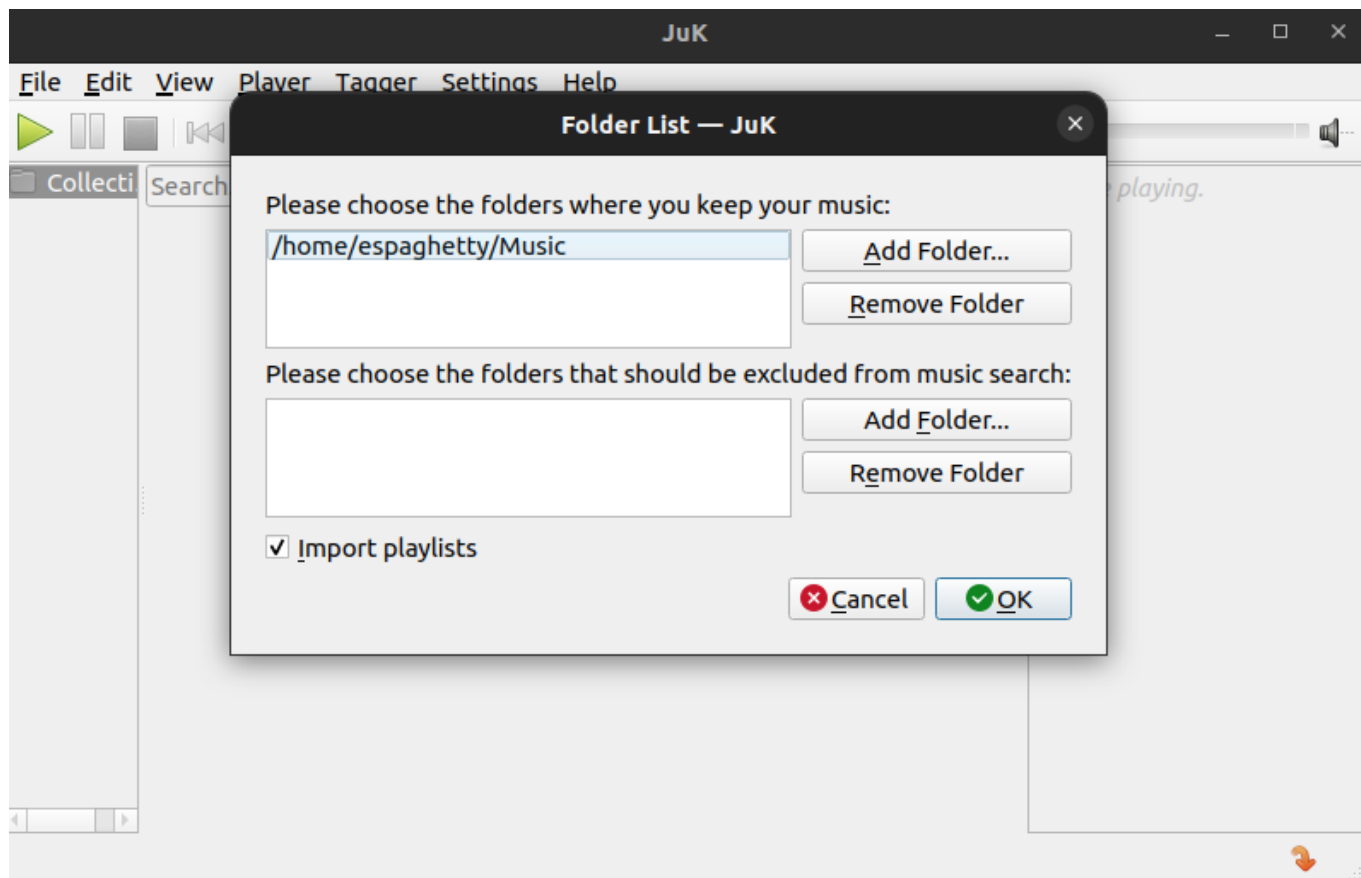 JuK
File Edit View Player Tagger Settings Help
Folder List — JuK
Collecti
Search
playing.
Please choose the folders where you keep your music:
/home/espaghetty/Music
Add Folder...
Remove Folder
Please choose the folders that should be excluded from music search:
Add Folder...
Remove Folder
Import playlists
Cancel
OK